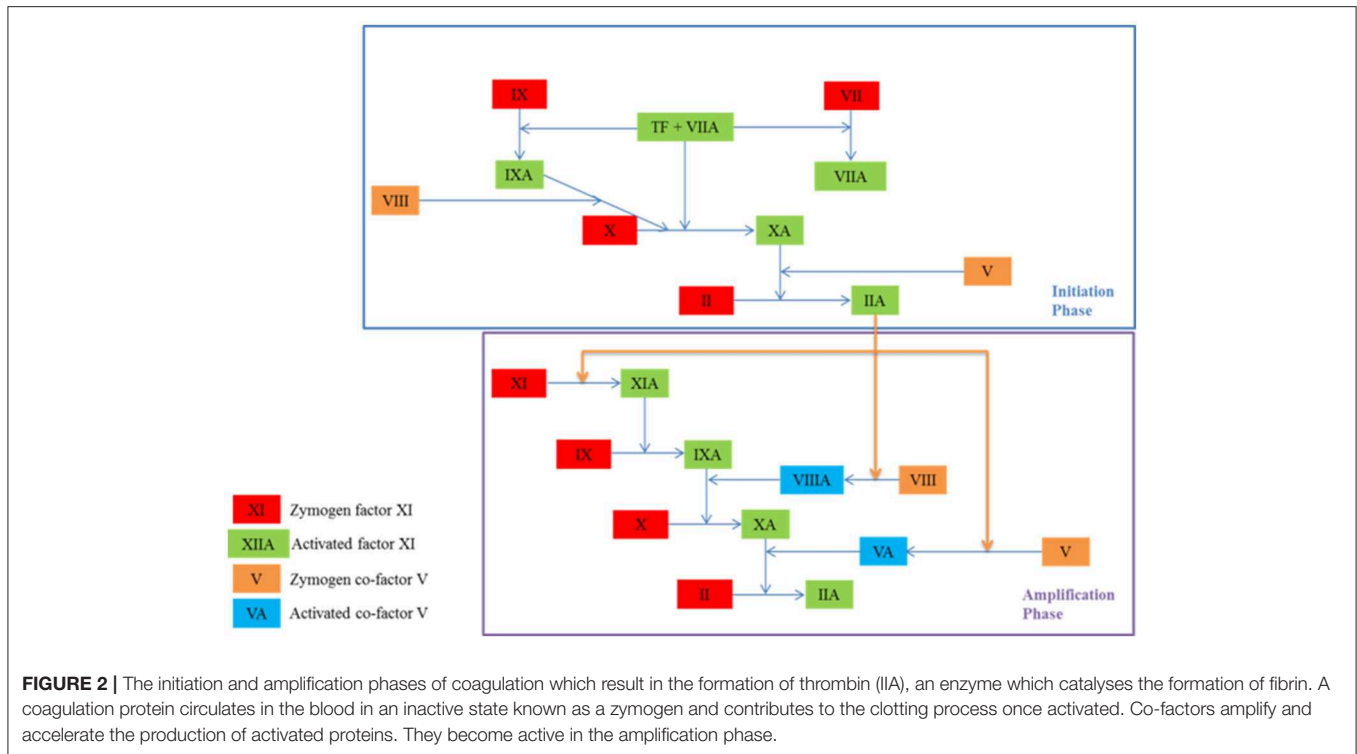 IX
VII
TF + VIIA
IXA
VIIA
VIII
X
XA
V
II
IIA
Initiation
Phase
XI
XIA
IX
IXA
VIIIA
VIII
X
XA
VA
V
II
IIA
Amplification
Phase
XI Zymogen factor XI
XIIA Activated factor XI
V Zymogen co-factor V
VA Activated co-factor V
FIGURE 2 | The initiation and amplification phases of coagulation which result in the formation of thrombin (IIA), an enzyme which catalyses the formation of fibrin. A
coagulation protein circulates in the blood in an inactive state known as a zymogen and contributes to the clotting process once activated. Co-factors amplify and
accelerate the production of activated proteins. They become active in the amplification phase.